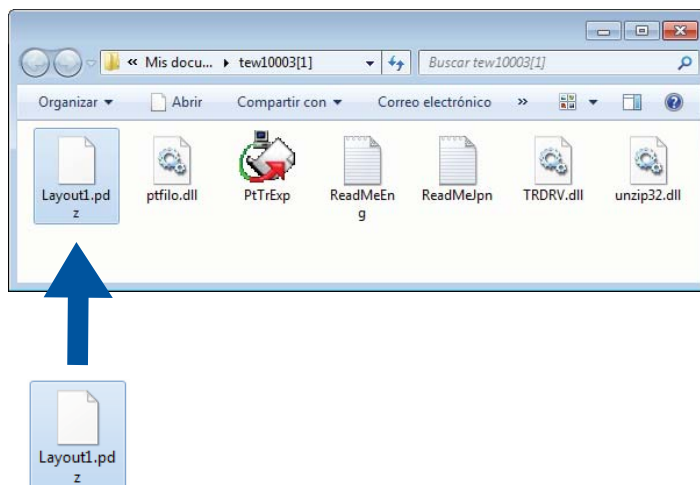 « Mis docu... ▸ tew10003[1]
Buscar tew10003[1]
Organizar ▾ Abrir Compartir con ▾ Correo electrónico »
Layout1.pd
z
ptfilo.dll
PtTrExp
ReadMeEn
g
ReadMeJpn
TRDRV.dll
unzip32.dll
Layout1.pd
z